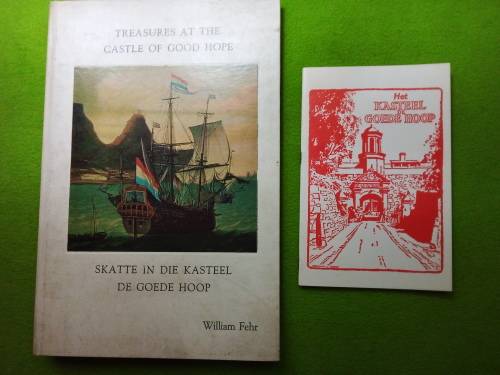 TREASURES AT THE
CASTLE OF GOOD HOPE
SKATTE IN DIE KASTEEL
DE GOEDE HOOP
William Fehr
Het
KASTEEL
GOEDE HOOP